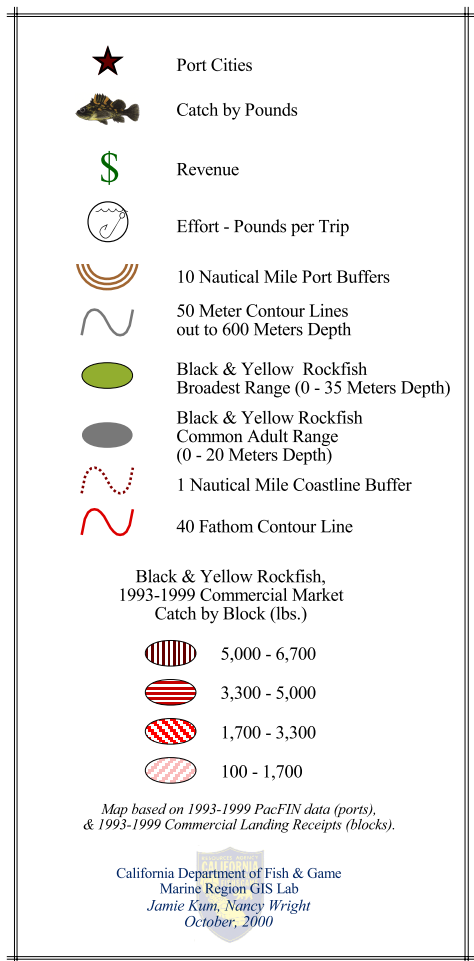 Port Cities
Catch by Pounds
$
Revenue
Effort - Pounds per Trip
10 Nautical Mile Port Buffers
50 Meter Contour Lines
out to 600 Meters Depth
Black & Yellow Rockfish
Broadest Range (0 - 35 Meters Depth)
Black & Yellow Rockfish
Common Adult Range
(0 - 20 Meters Depth)
1 Nautical Mile Coastline Buffer
40 Fathom Contour Line
Black & Yellow Rockfish,
1993-1999 Commercial Market
Catch by Block (lbs.)
5,000 - 6,700
3,300 - 5,000
1,700 - 3,300
100 - 1,700
Map based on 1993-1999 PacFIN data (ports),
& 1993-1999 Commercial Landing Receipts (blocks).
RESOURCES AGENCY
CALIFORNIA
California Department of Fish & Game
Marine Region GIS Lab
Jamie Kum, Nancy Wright
October, 2000